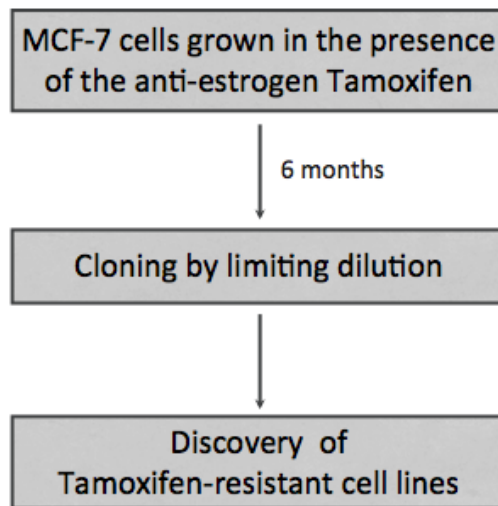 MCF-7 cells grown in the presence
of the anti-estrogen Tamoxifen
6 months
Cloning by limiting dilution
Discovery of
Tamoxifen-resistant cell lines